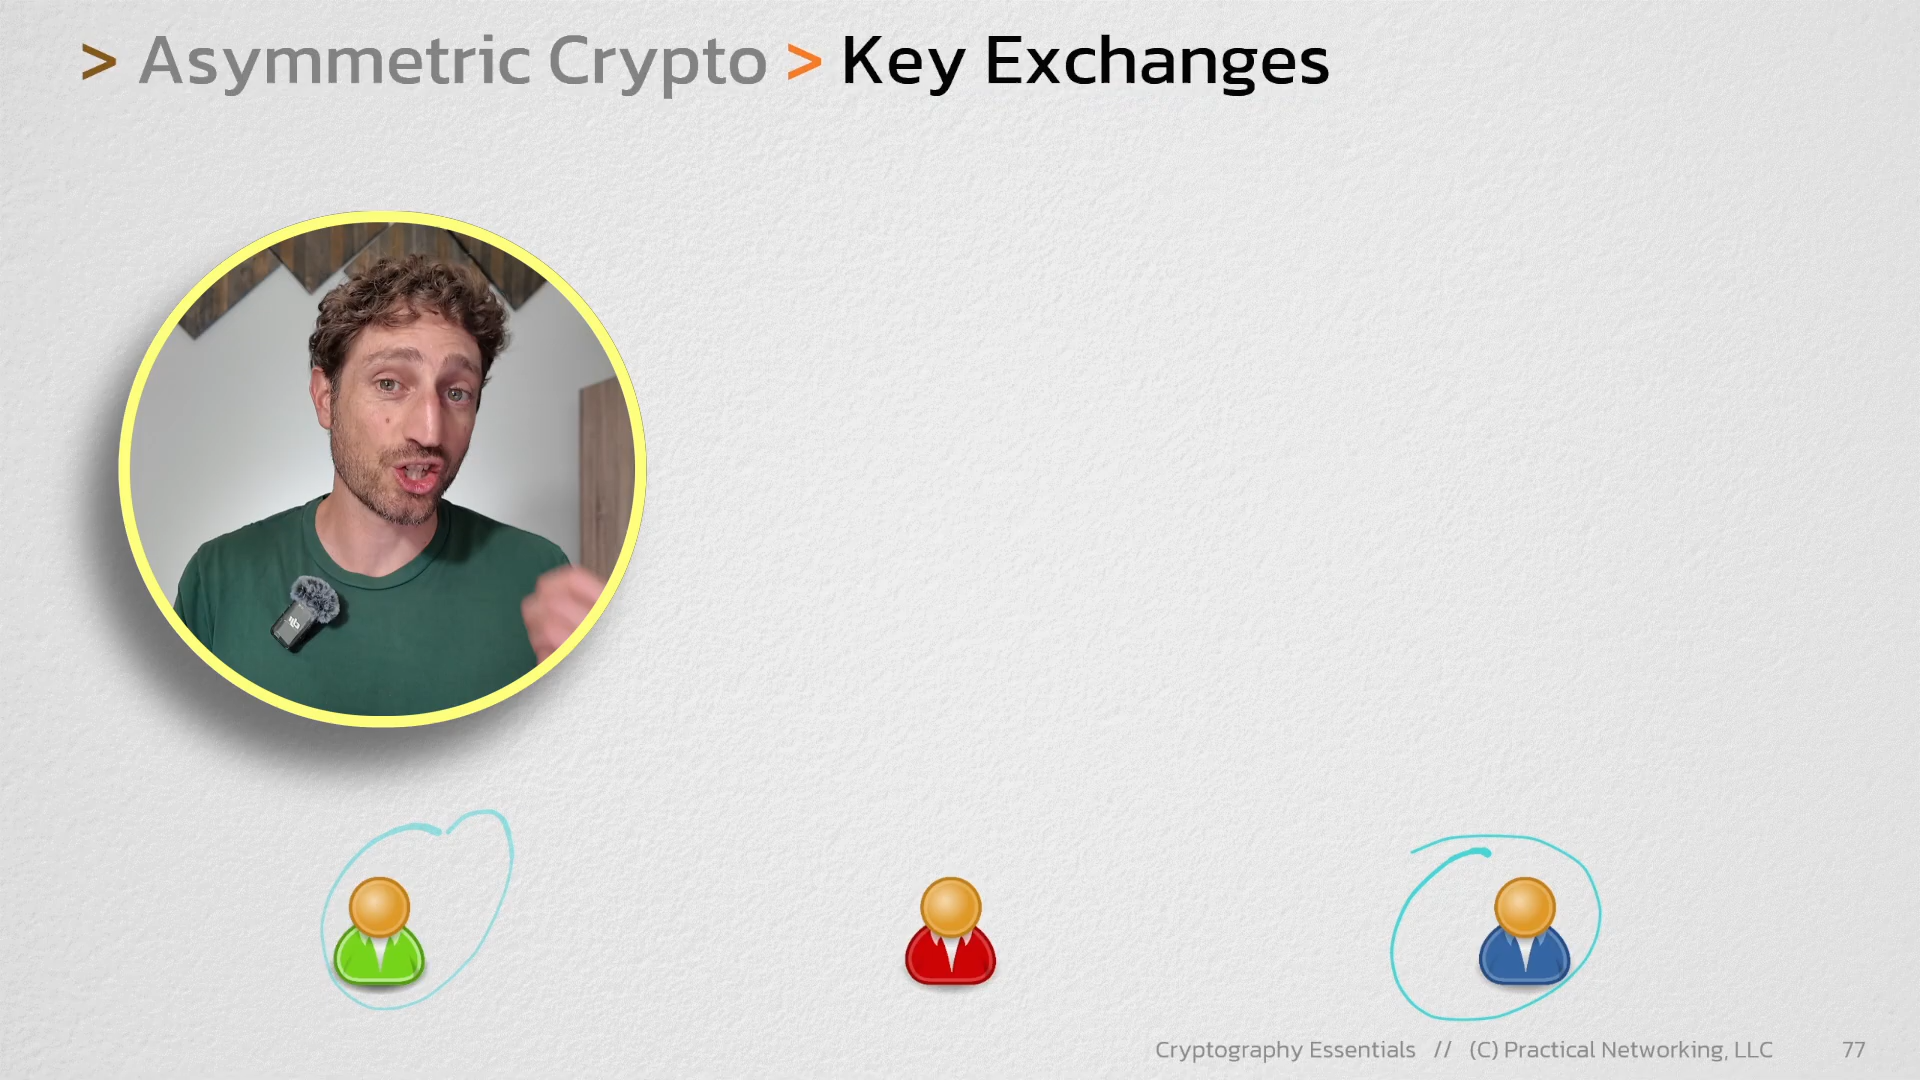 > Asymmetric Crypto > Key Exchanges
Cryptography Essentials // (C) Practical Networking, LLC 77